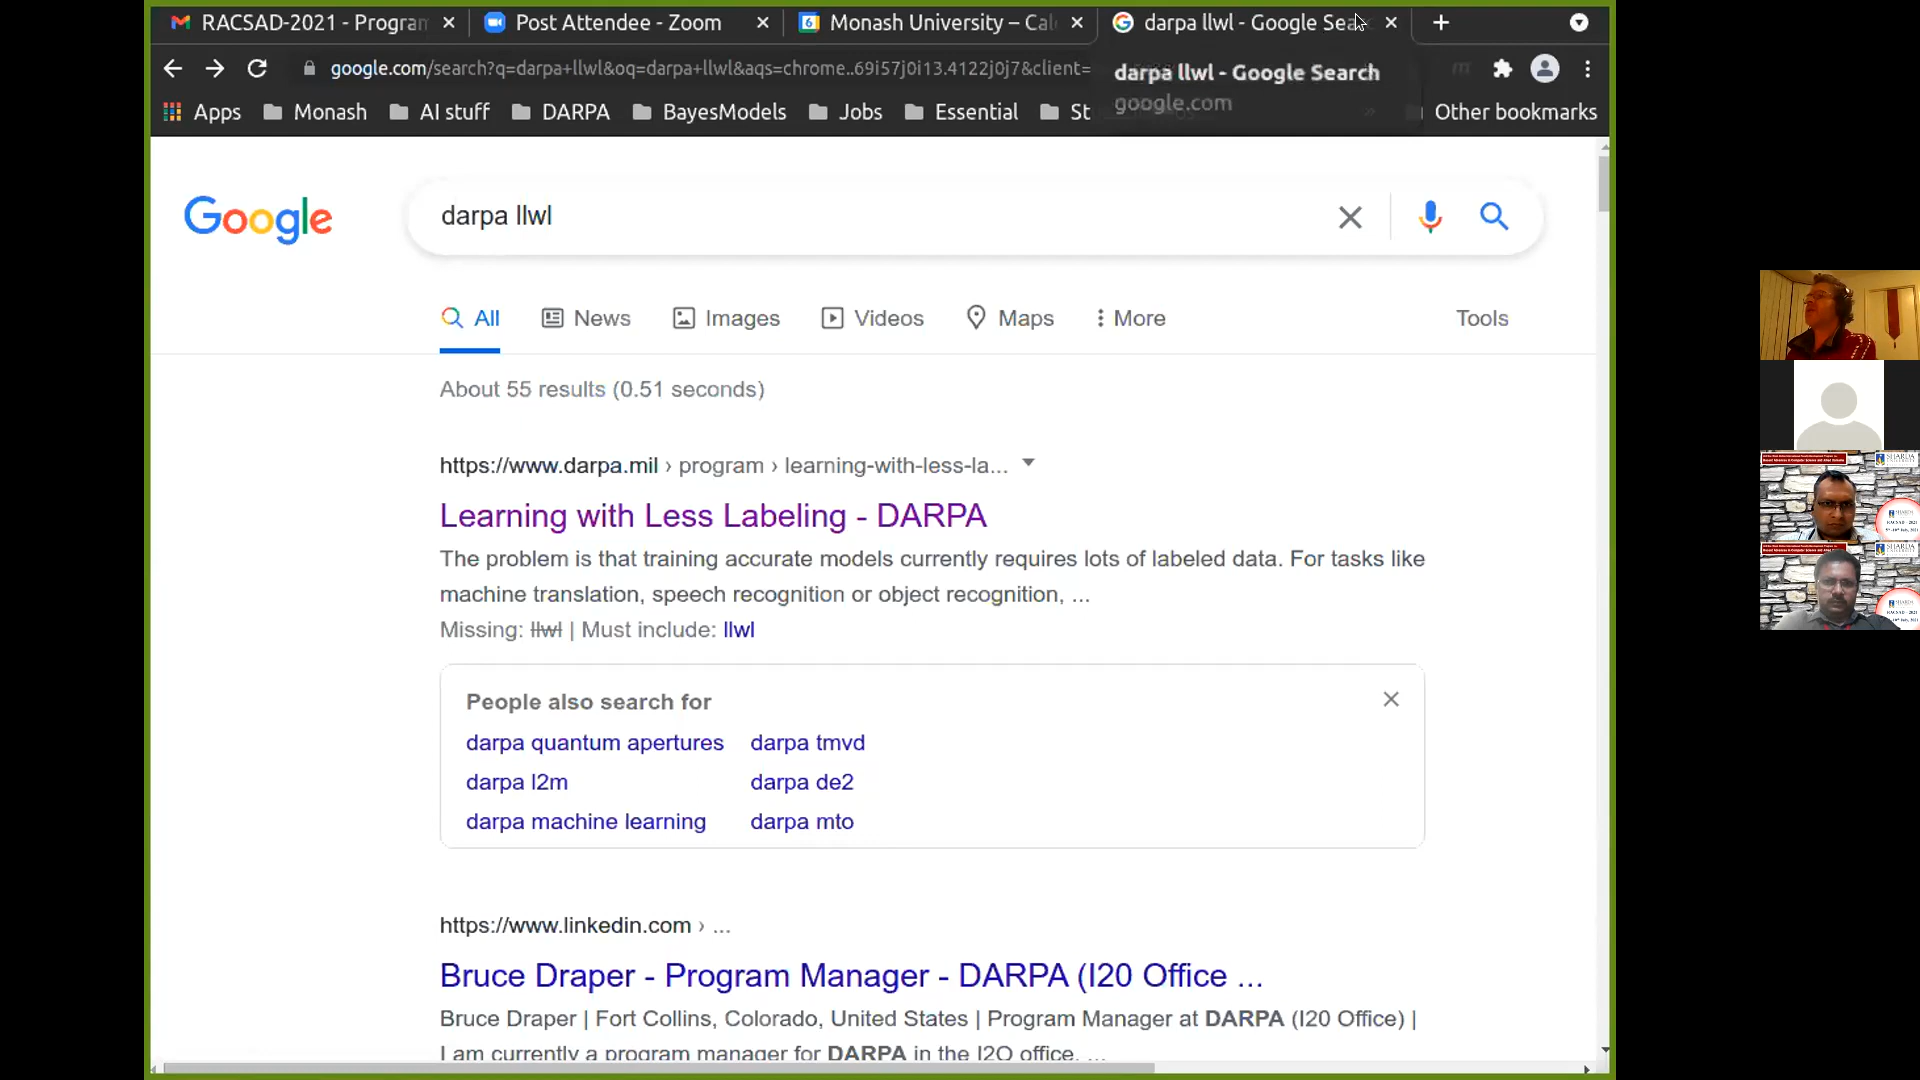 RACSAD-2021 - Program
Post Attendee - Zoom
Monash University – Cal
darpa llwl - Google Sea
google.com/search?q=darpa+llwl&oq=darpa+llwl&aqs=chrome..69i57j0i13.4122j0j7&client=
darpa llwl - Google Search
google.com
Apps
Monash
AI stuff
DARPA
BayesModels
Jobs
Essential
St
Other bookmarks
Google
darpa llwl
All
News
Images
Videos
Maps
More
Tools
About 55 results (0.51 seconds)
https://www.darpa.mil › program › learning-with-less-la...
Learning with Less Labeling - DARPA
The problem is that training accurate models currently requires lots of labeled data. For tasks like
machine translation, speech recognition or object recognition, ...
Missing: llwl | Must include: llwl
People also search for
darpa quantum apertures
darpa tmvd
darpa l2m
darpa de2
darpa machine learning
darpa mto
https://www.linkedin.com › ...
Bruce Draper - Program Manager - DARPA (I20 Office ...
Bruce Draper | Fort Collins, Colorado, United States | Program Manager at DARPA (I20 Office) |
I am currently a program manager for DARPA in the I2O office. ...
SHARDA
SHARDA